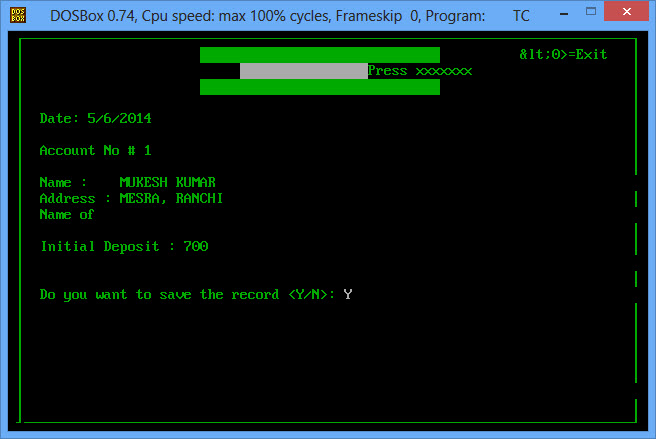 DOS BOX DOSBox 0.74, Cpu speed: max 100% cycles, Frameskip 0, Program: TC
&lt;0>=Exit
Press xxxxxxx
Date: 5/6/2014
Account No # 1
Name : MUKESH KUMAR
Address : MESRA, RANCHI
Name of
Initial Deposit : 700
Do you want to save the record <Y/N>: Y